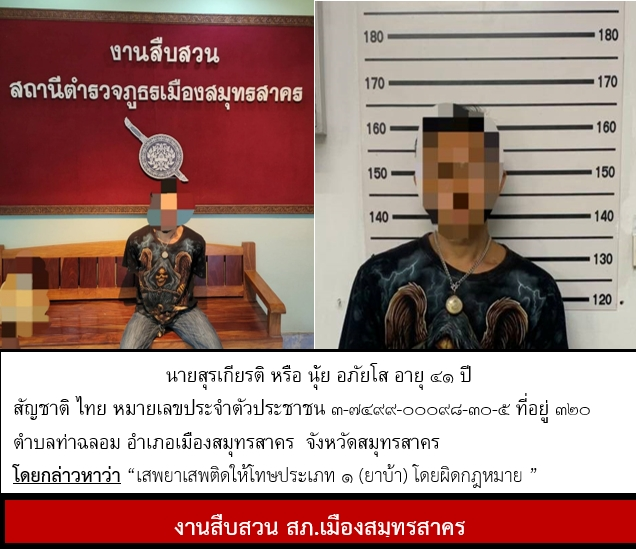 งานสืบสวน
สถานีตำรวจภูธรเมืองสมุทรสาคร
180 180
170 170
160 160
150 150
140 140
130
120
นายสุรเกียรติ หรือ นุ้ย อภัยโส อายุ ๔๑ ปี
สัญชาติ ไทย หมายเลขประจำตัวประชาชน ๓-๗๔๙๙-๐๐๐๙๘-๓๐-๕ ที่อยู่ ๓๒๐
ตำบลท่าฉลอม อำเภอเมืองสมุทรสาคร จังหวัดสมุทรสาคร
โดยกล่าวหาว่า “เสพยาเสพติดให้โทษประเภท ๑ (ยาบ้า) โดยผิดกฎหมาย ”
งานสืบสวน สภ.เมืองสมุทรสาคร